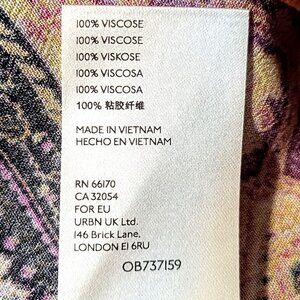 100% VISCOSE
100% VISCOSE
100% VISKOSE
100% VISCOSA
100% VISCOSA
100% 粘胶纤维
MADE IN VIETNAM
HECHO EN VIETNAM
RN 66170
CA 32054
FOR EU
URBN UK Ltd.
146 Brick Lane,
LONDON E1 6RU
OB737159